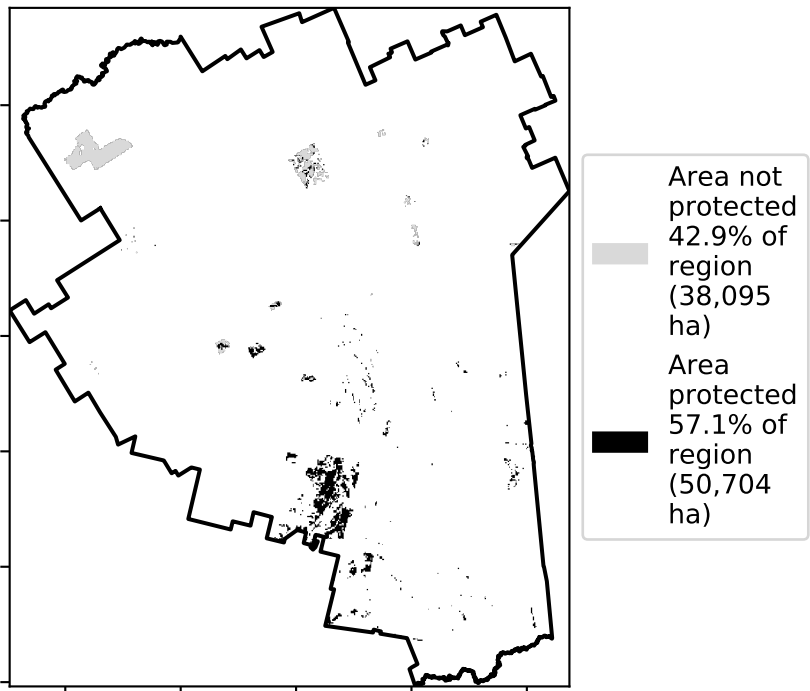 Area not
protected
42.9% of
region
(38,095
ha)
Area
protected
57.1% of
region
(50,704
ha)